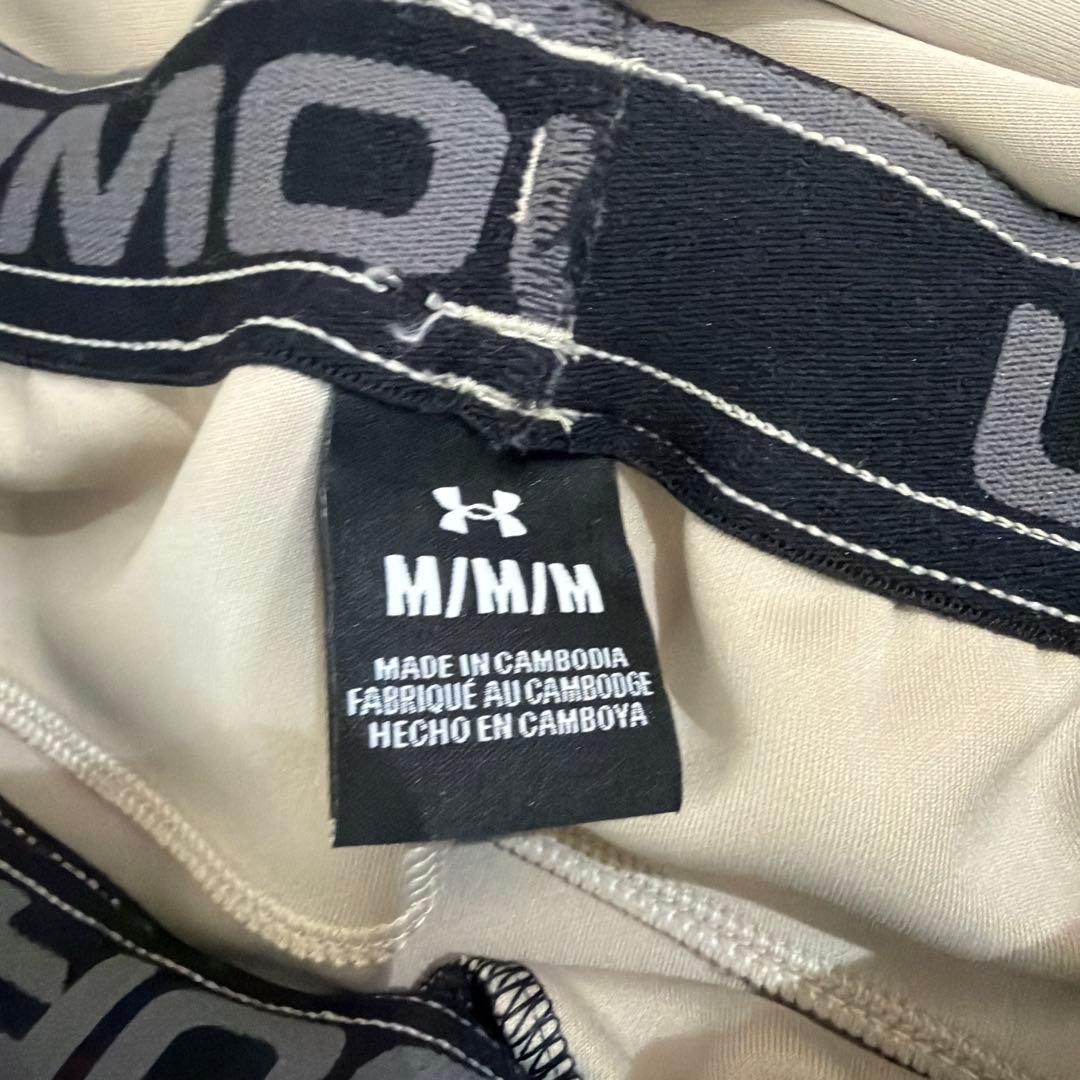 M/M/M
MADE IN CAMBODIA
FABRIQUÉ AU CAMBODGE
HECHO EN CAMBOYA